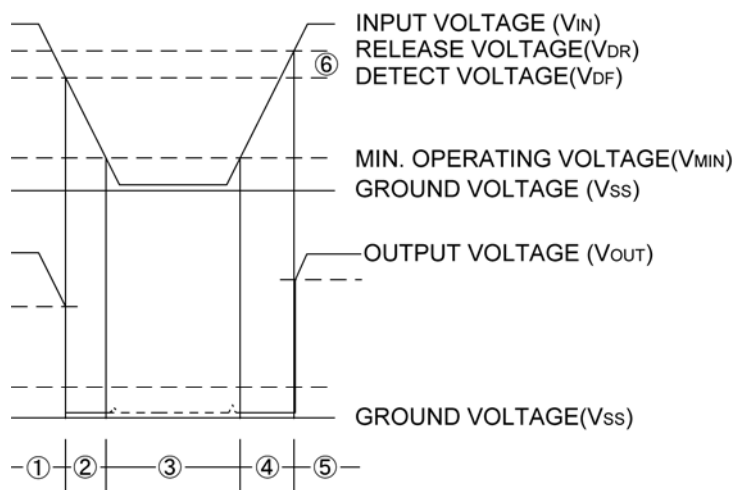 INPUT VOLTAGE (VIN)
RELEASE VOLTAGE(VDR)
⑥
DETECT VOLTAGE(VDF)
MIN. OPERATING VOLTAGE(VMIN)
GROUND VOLTAGE (VSS)
OUTPUT VOLTAGE (VOUT)
GROUND VOLTAGE(VSS)
① ② ③ ④ ⑤